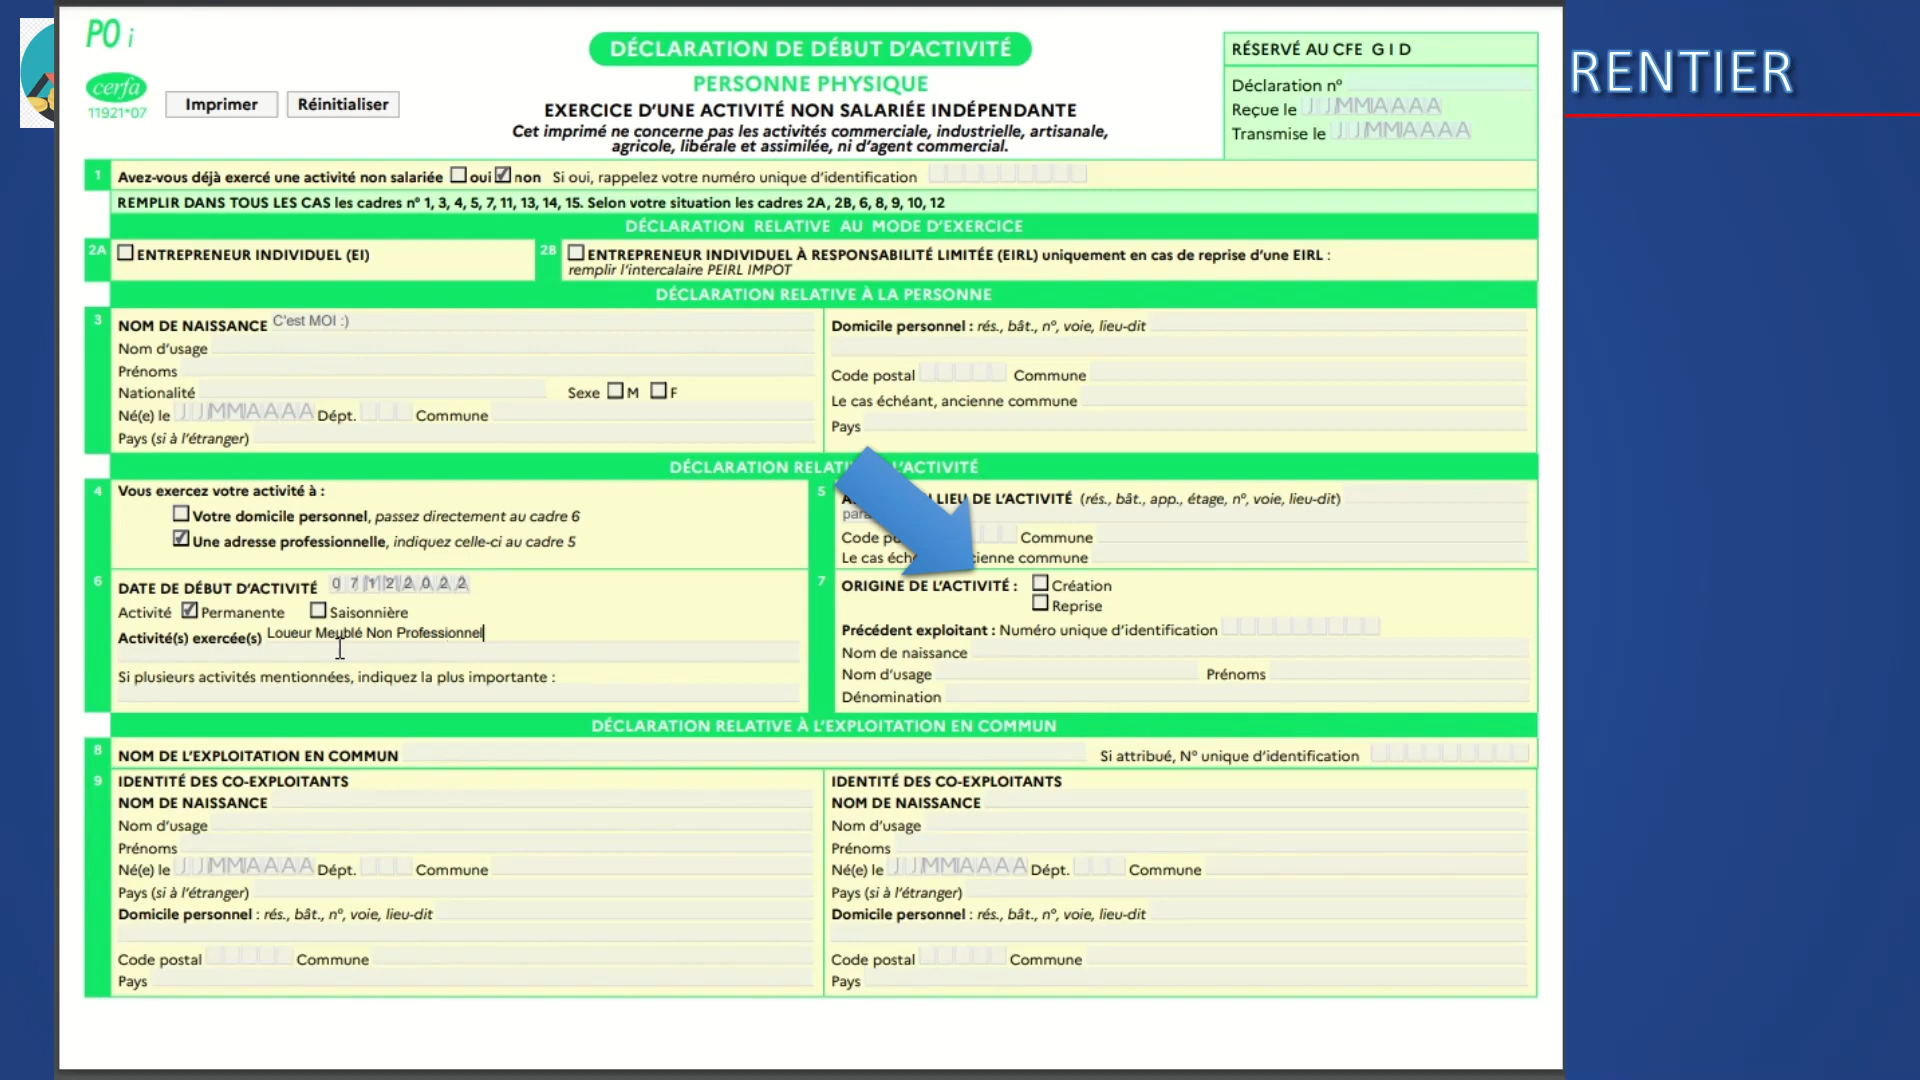 PO i
cerfa
11921*07
Imprimer
Réinitialiser
DÉCLARATION DE DÉBUT D'ACTIVITÉ
PERSONNE PHYSIQUE
EXERCICE D'UNE ACTIVITÉ NON SALARIÉE INDÉPENDANTE
Cet imprimé ne concerne pas les activités commerciale, industrielle, artisanale,
agricole, libérale et assimilée, ni d'agent commercial.
RÉSERVÉ AU CFE G I D
Déclaration n°
Reçue le JJMMAAAA
Transmise le JJMMAAAA
RENTIER
1 Avez-vous déjà exercé une activité non salariée oui non Si oui, rappelez votre numéro unique d'identification
REMPLIR DANS TOUS LES CAS les cadres n° 1, 3, 4, 5, 7, 11, 13, 14, 15. Selon votre situation les cadres 2A, 2B, 6, 8, 9, 10, 12
DÉCLARATION RELATIVE AU MODE D'EXERCICE
2A ENTREPRENEUR INDIVIDUEL (EI)
2B ENTREPRENEUR INDIVIDUEL À RESPONSABILITÉ LIMITÉE (EIRL) uniquement en cas de reprise d'une EIRL :
remplir l'intercalaire PEIRL IMPOT
DÉCLARATION RELATIVE À LA PERSONNE
3 NOM DE NAISSANCE C'est MOI :)
Nom d'usage
Prénoms
Nationalité Sexe M F
Né(e) le JJMMAAAA Dépt. Commune
Pays (si à l'étranger)
Domicile personnel : rés., bât., n°, voie, lieu-dit
Code postal Commune
Le cas échéant, ancienne commune
Pays
DÉCLARATION RELATI L'ACTIVITÉ
4 Vous exercez votre activité à :
Votre domicile personnel, passez directement au cadre 6
Une adresse professionnelle, indiquez celle-ci au cadre 5
5 A LIEU DE L'ACTIVITÉ (rés., bât., app., étage, n°, voie, lieu-dit)
para
Code po Commune
Le cas éché cienne commune
6 DATE DE DÉBUT D'ACTIVITÉ 07122022
Activité Permanente Saisonnière
Activité(s) exercée(s) Loueur Meublé Non Professionnel
Si plusieurs activités mentionnées, indiquez la plus importante :
7 ORIGINE DE L'ACTIVITÉ : Création
Reprise
Précédent exploitant : Numéro unique d'identification
Nom de naissance
Nom d'usage Prénoms
Dénomination
DÉCLARATION RELATIVE À L'EXPLOITATION EN COMMUN
8 NOM DE L'EXPLOITATION EN COMMUN Si attribué, N° unique d'identification
9 IDENTITÉ DES CO-EXPLOITANTS
NOM DE NAISSANCE
Nom d'usage
Prénoms
Né(e) le JJMMAAAA Dépt. Commune
Pays (si à l'étranger)
Domicile personnel : rés., bât., n°, voie, lieu-dit
Code postal Commune
Pays
IDENTITÉ DES CO-EXPLOITANTS
NOM DE NAISSANCE
Nom d'usage
Prénoms
Né(e) le JJMMAAAA Dépt. Commune
Pays (si à l'étranger)
Domicile personnel : rés., bât., n°, voie, lieu-dit
Code postal Commune
Pays